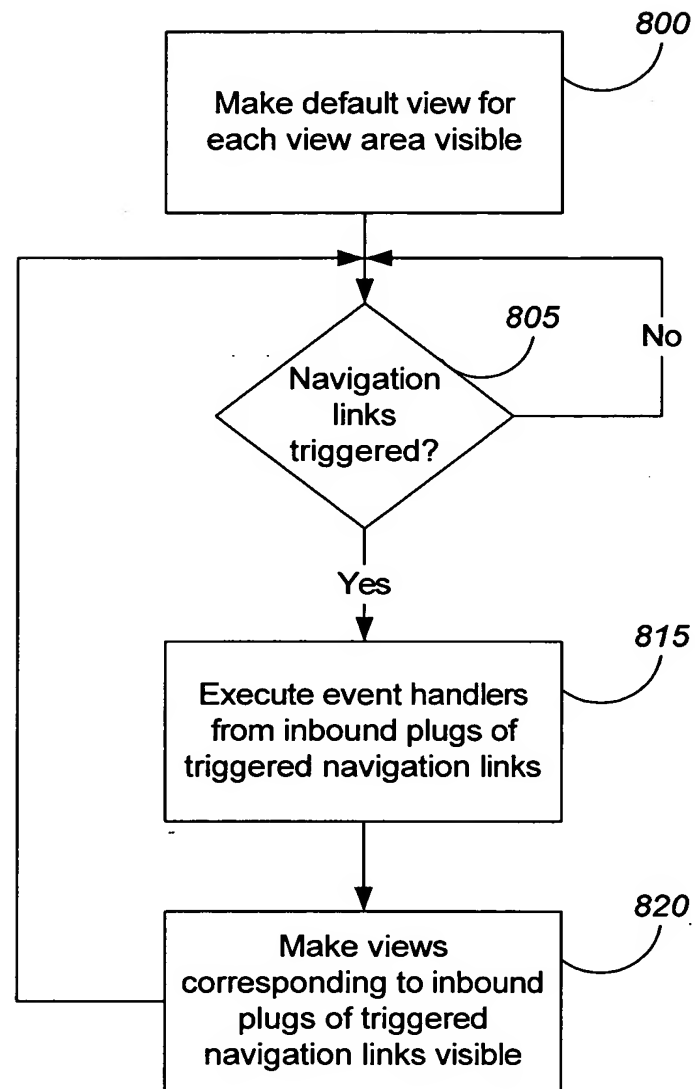 800
Make default view for
each view area visible
805
No
Navigation
links
triggered?
Yes
815
Execute event handlers
from inbound plugs of
triggered navigation links
820
Make views
corresponding to inbound
plugs of triggered
navigation links visible